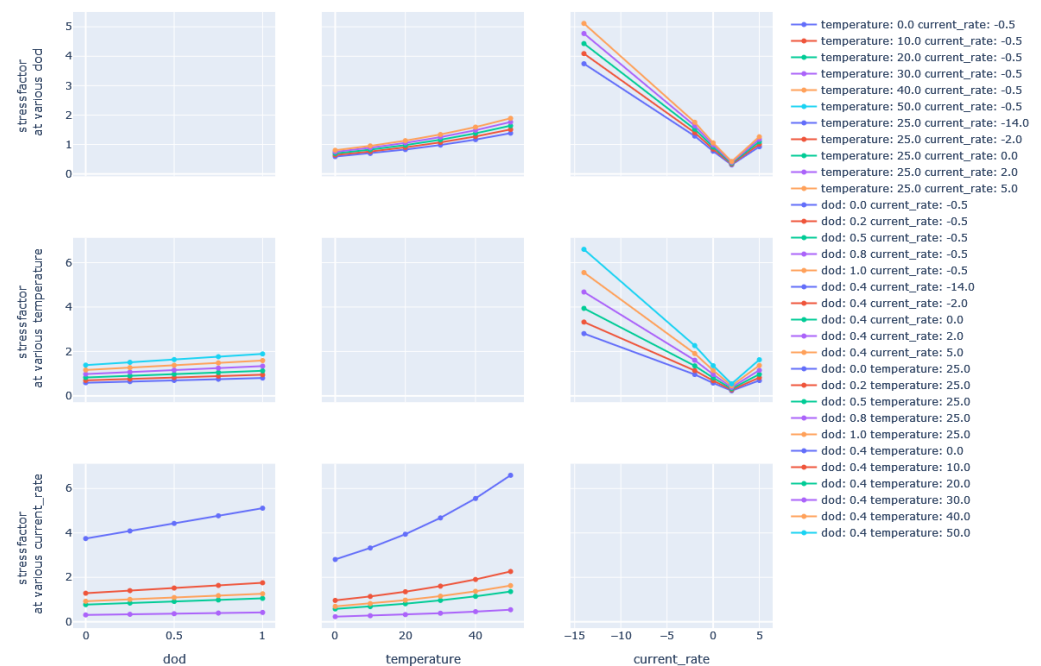 stressfactor
at various dod
5
4
3
2
1
0
stressfactor
at various temperature
6
4
2
0
stressfactor
at various current_rate
6
4
2
0
0
0.5
1
0
20
40
−15
−10
−5
0
5
dod
temperature
current_rate
temperature: 0.0 current_rate: -0.5
temperature: 10.0 current_rate: -0.5
temperature: 20.0 current_rate: -0.5
temperature: 30.0 current_rate: -0.5
temperature: 40.0 current_rate: -0.5
temperature: 50.0 current_rate: -0.5
temperature: 25.0 current_rate: -14.0
temperature: 25.0 current_rate: -2.0
temperature: 25.0 current_rate: 0.0
temperature: 25.0 current_rate: 2.0
temperature: 25.0 current_rate: 5.0
dod: 0.0 current_rate: -0.5
dod: 0.2 current_rate: -0.5
dod: 0.5 current_rate: -0.5
dod: 0.8 current_rate: -0.5
dod: 1.0 current_rate: -0.5
dod: 0.4 current_rate: -14.0
dod: 0.4 current_rate: -2.0
dod: 0.4 current_rate: 0.0
dod: 0.4 current_rate: 2.0
dod: 0.4 current_rate: 5.0
dod: 0.0 temperature: 25.0
dod: 0.2 temperature: 25.0
dod: 0.5 temperature: 25.0
dod: 0.8 temperature: 25.0
dod: 1.0 temperature: 25.0
dod: 0.4 temperature: 0.0
dod: 0.4 temperature: 10.0
dod: 0.4 temperature: 20.0
dod: 0.4 temperature: 30.0
dod: 0.4 temperature: 40.0
dod: 0.4 temperature: 50.0